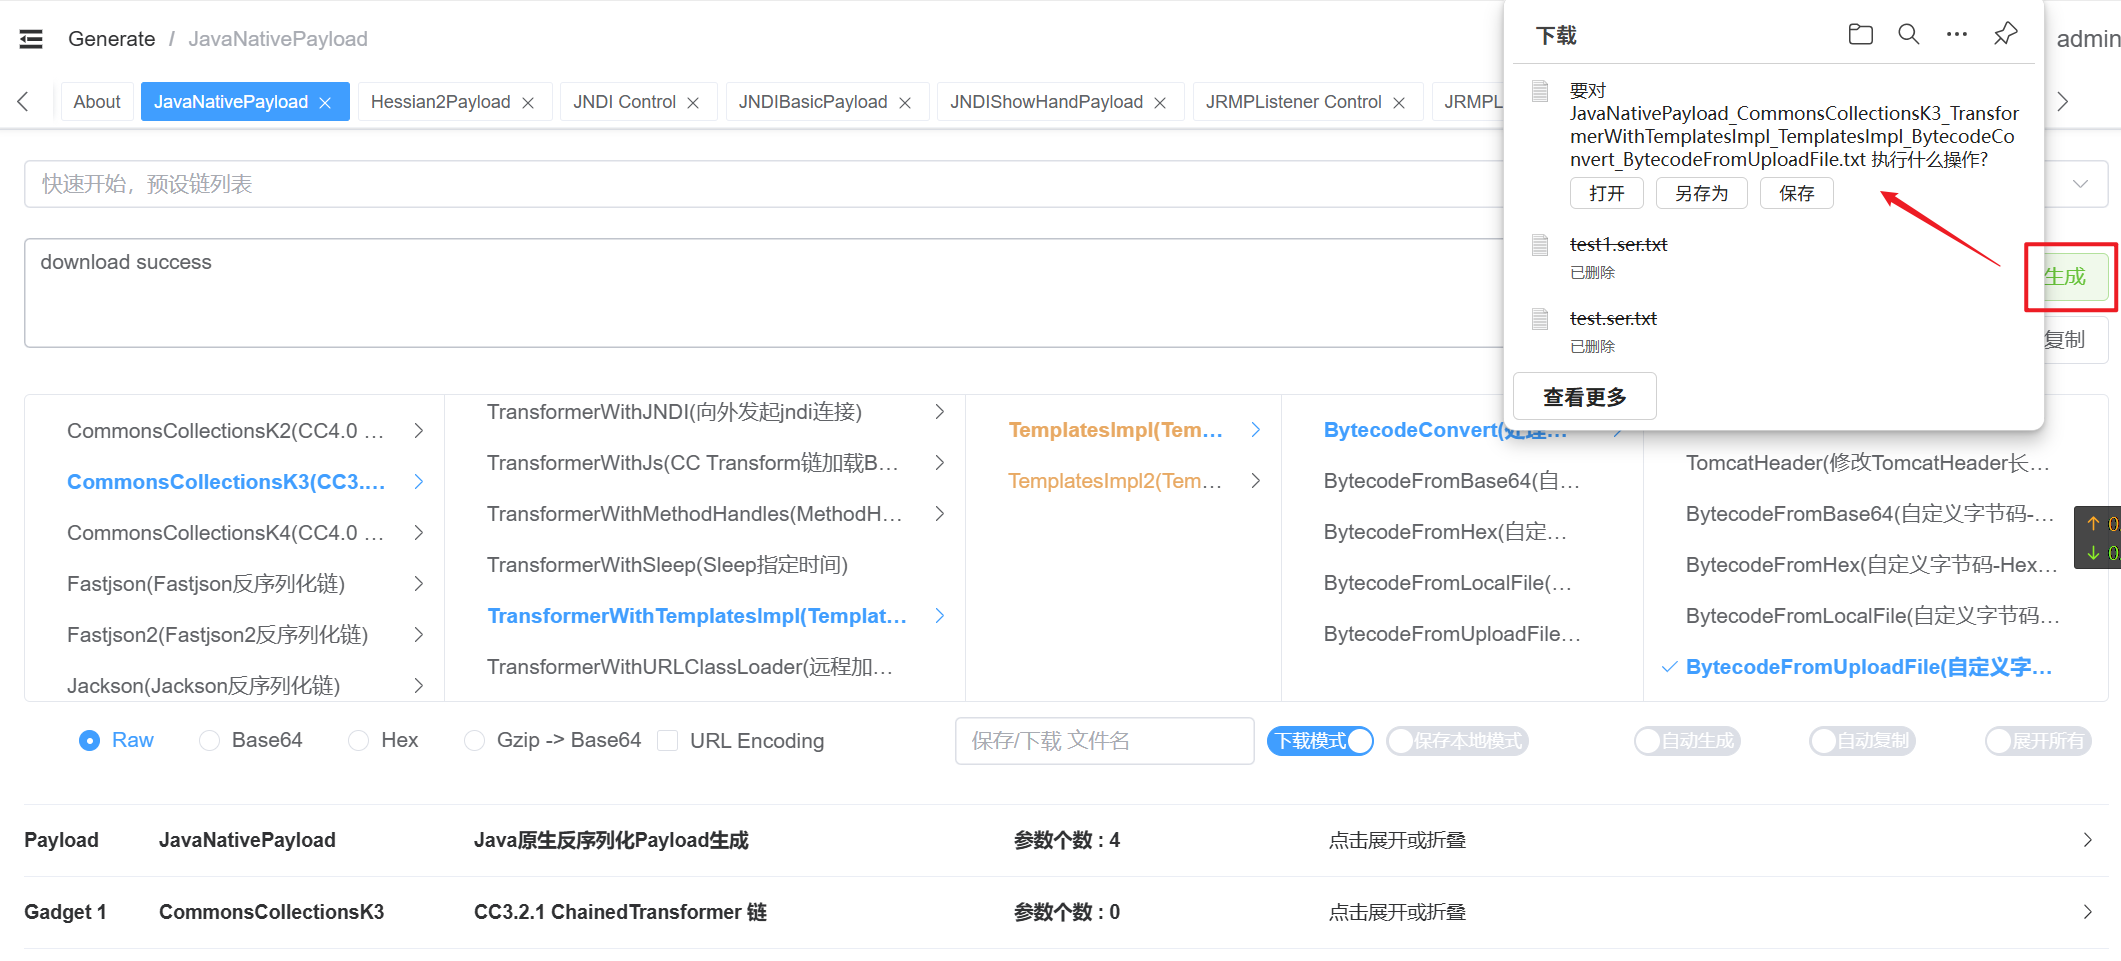 Generate / JavaNativePayload
admin
About
JavaNativePayload
Hessian2Payload
JNDI Control
JNDIBasicPayload
JNDIShowHandPayload
JRMPListener Control
JRMPL
下载
要对
JavaNativePayload_CommonsCollectionsK3_Transfor
merWithTemplatesImpl_TemplatesImpl_BytecodeCo
nvert_BytecodeFromUploadFile.txt 执行什么操作?
打开
另存为
保存
test1.ser.txt
已删除
test.ser.txt
已删除
查看更多
快速开始，预设链列表
download success
生成
复制
CommonsCollectionsK2(CC4.0 ...
CommonsCollectionsK3(CC3....
CommonsCollectionsK4(CC4.0 ...
Fastjson(Fastjson反序列化链)
Fastjson2(Fastjson2反序列化链)
Jackson(Jackson反序列化链)
TransformerWithJNDI(向外发起jndi连接)
TransformerWithJs(CC Transform链加载B...
TransformerWithMethodHandles(MethodH...
TransformerWithSleep(Sleep指定时间)
TransformerWithTemplatesImpl(Templat...
TransformerWithURLClassLoader(远程加...
TemplatesImpl(Tem...
TemplatesImpl2(Tem...
BytecodeConvert(处理...
BytecodeFromBase64(自...
BytecodeFromHex(自定...
BytecodeFromLocalFile(...
BytecodeFromUploadFile...
TomcatHeader(修改TomcatHeader长...
BytecodeFromBase64(自定义字节码-...
BytecodeFromHex(自定义字节码-Hex...
BytecodeFromLocalFile(自定义字节码...
BytecodeFromUploadFile(自定义字...
↑ 0
↓ 0
Raw
Base64
Hex
Gzip -> Base64
URL Encoding
保存/下载 文件名
下载模式
保存本地模式
自动生成
自动复制
展开所有
Payload JavaNativePayload Java原生反序列化Payload生成 参数个数 : 4 点击展开或折叠
Gadget 1 CommonsCollectionsK3 CC3.2.1 ChainedTransformer 链 参数个数 : 0 点击展开或折叠